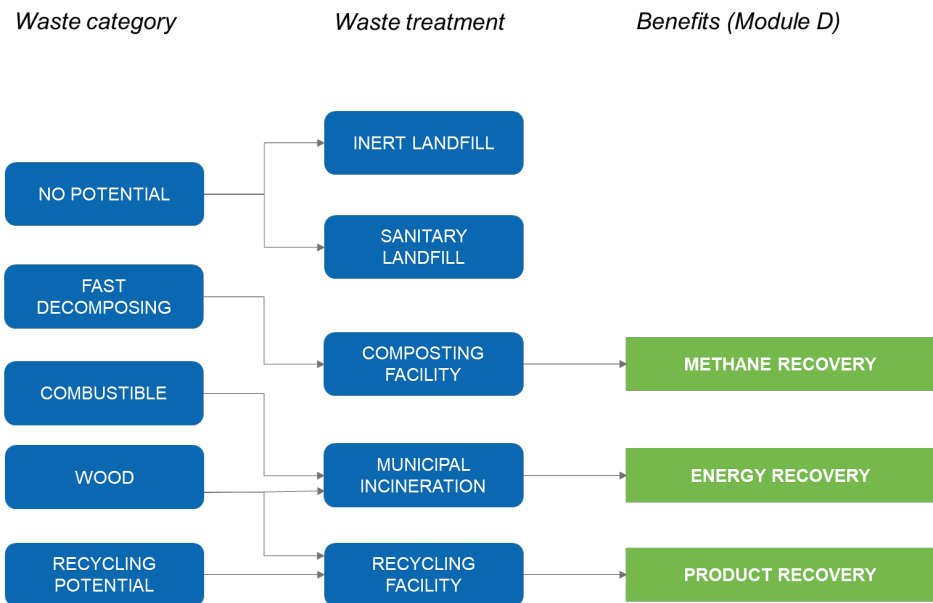 Waste category
Waste treatment
Benefits (Module D)
INERT LANDFILL
NO POTENTIAL
SANITARY
LANDFILL
FAST
DECOMPOSING
COMPOSTING
FACILITY
METHANE RECOVERY
COMBUSTIBLE
WOOD
MUNICIPAL
INCINERATION
ENERGY RECOVERY
RECYCLING
POTENTIAL
RECYCLING
FACILITY
PRODUCT RECOVERY